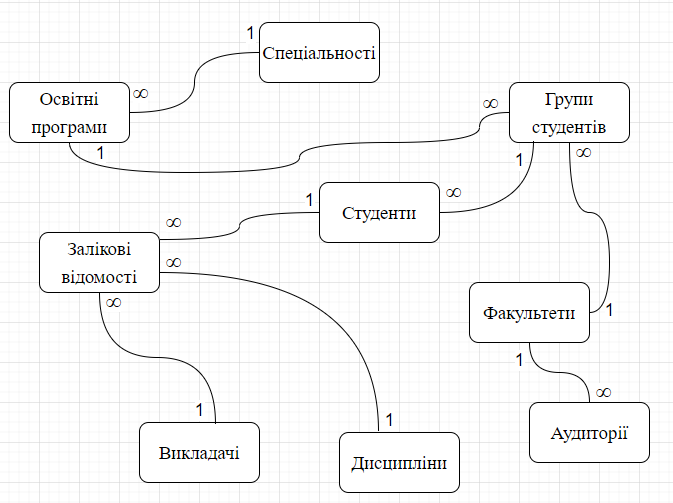 1
Спеціальності
Освітні
програми
∞
∞
Групи
студентів
1
1
∞
∞
1
Студенти
∞
Залікові
відомості
∞
∞
Факультети
1
1
∞
1
1
Викладачі
Дисципліни
Аудиторії